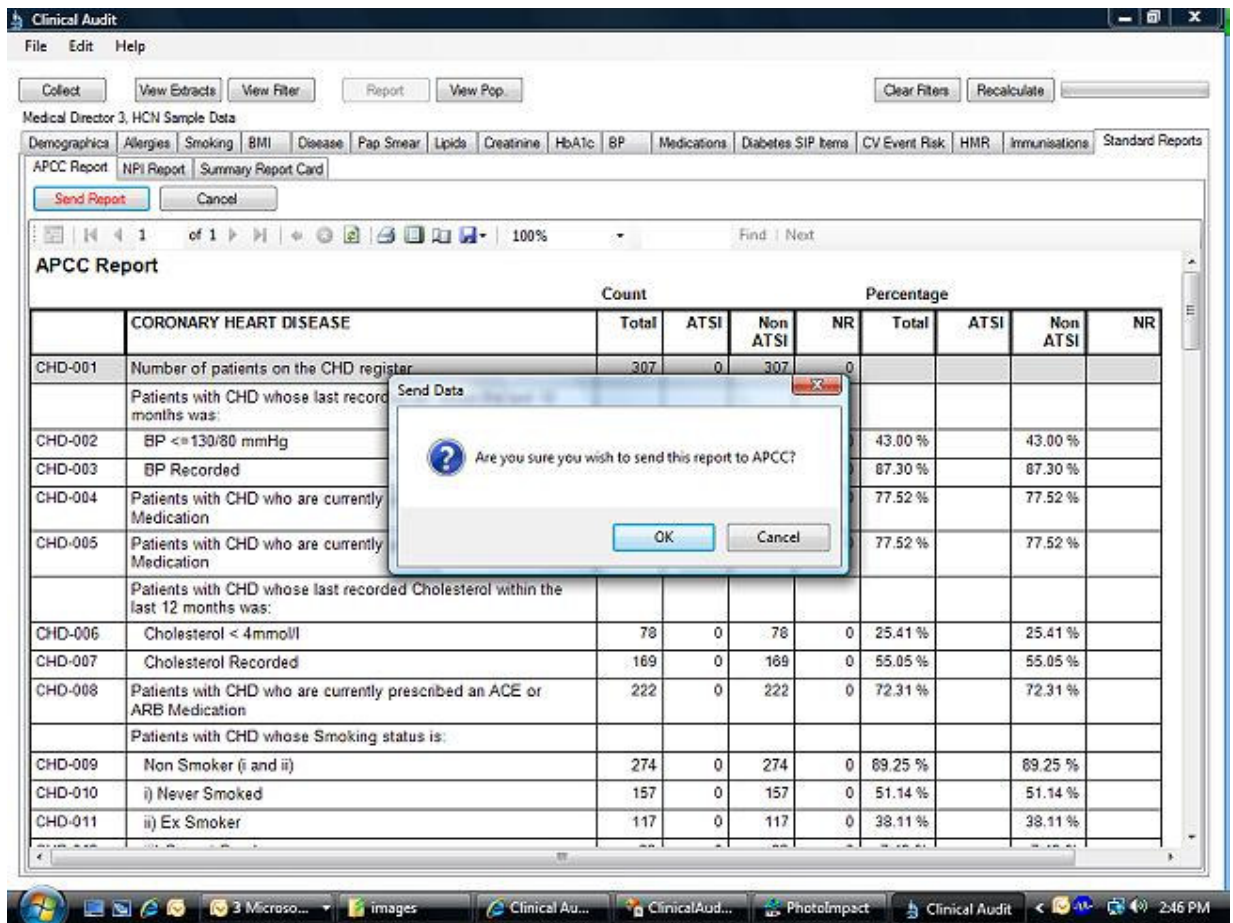 Clinical Audit
File Edit Help
Collect View Extracts View Filter Report View Pop.. Clear Filters Recalculate
Medical Director 3, HCN Sample Data
Demographics Allergies Smoking BMI Disease Pap Smear Lipids Creatinine HbA1c BP Medications Diabetes SIP Items CV Event Risk HMR Immunisations Standard Reports
APCC Report NPI Report Summary Report Card
Send Report Cancel
1 of 1 100% Find | Next
APCC Report
Count Percentage
CORONARY HEART DISEASE Total ATSI Non ATSI NR Total ATSI Non ATSI NR
CHD-001 Number of patients on the CHD register 307 0 307 0
Patients with CHD whose last
months was:
CHD-002 BP <=130/80 mmHg 43.00 % 43.00 %
CHD-003 BP Recorded 87.30 % 87.30 %
CHD-004 Patients with CHD who are currently 77.52 % 77.52 %
Medication
CHD-005 Patients with CHD who are currently 77.52 % 77.52 %
Medication
Send Data
Are you sure you wish to send this report to APCC?
OK Cancel
Patients with CHD whose last recorded Cholesterol within the
last 12 months was:
CHD-006 Cholesterol < 4mmol/l 78 0 78 0 25.41 % 25.41 %
CHD-007 Cholesterol Recorded 169 0 169 0 55.05 % 55.05 %
CHD-008 Patients with CHD who are currently prescribed an ACE or 222 0 222 0 72.31 % 72.31 %
ARB Medication
Patients with CHD whose Smoking status is:
CHD-009 Non Smoker (i and ii) 274 0 274 0 89.25 % 89.25 %
CHD-010 i) Never Smoked 157 0 157 0 51.14 % 51.14 %
CHD-011 ii) Ex Smoker 117 0 117 0 38.11 % 38.11 %
3 Microso... images Clinical Au... ClinicalAud... PhotoImpact Clinical Audit 2:46 PM